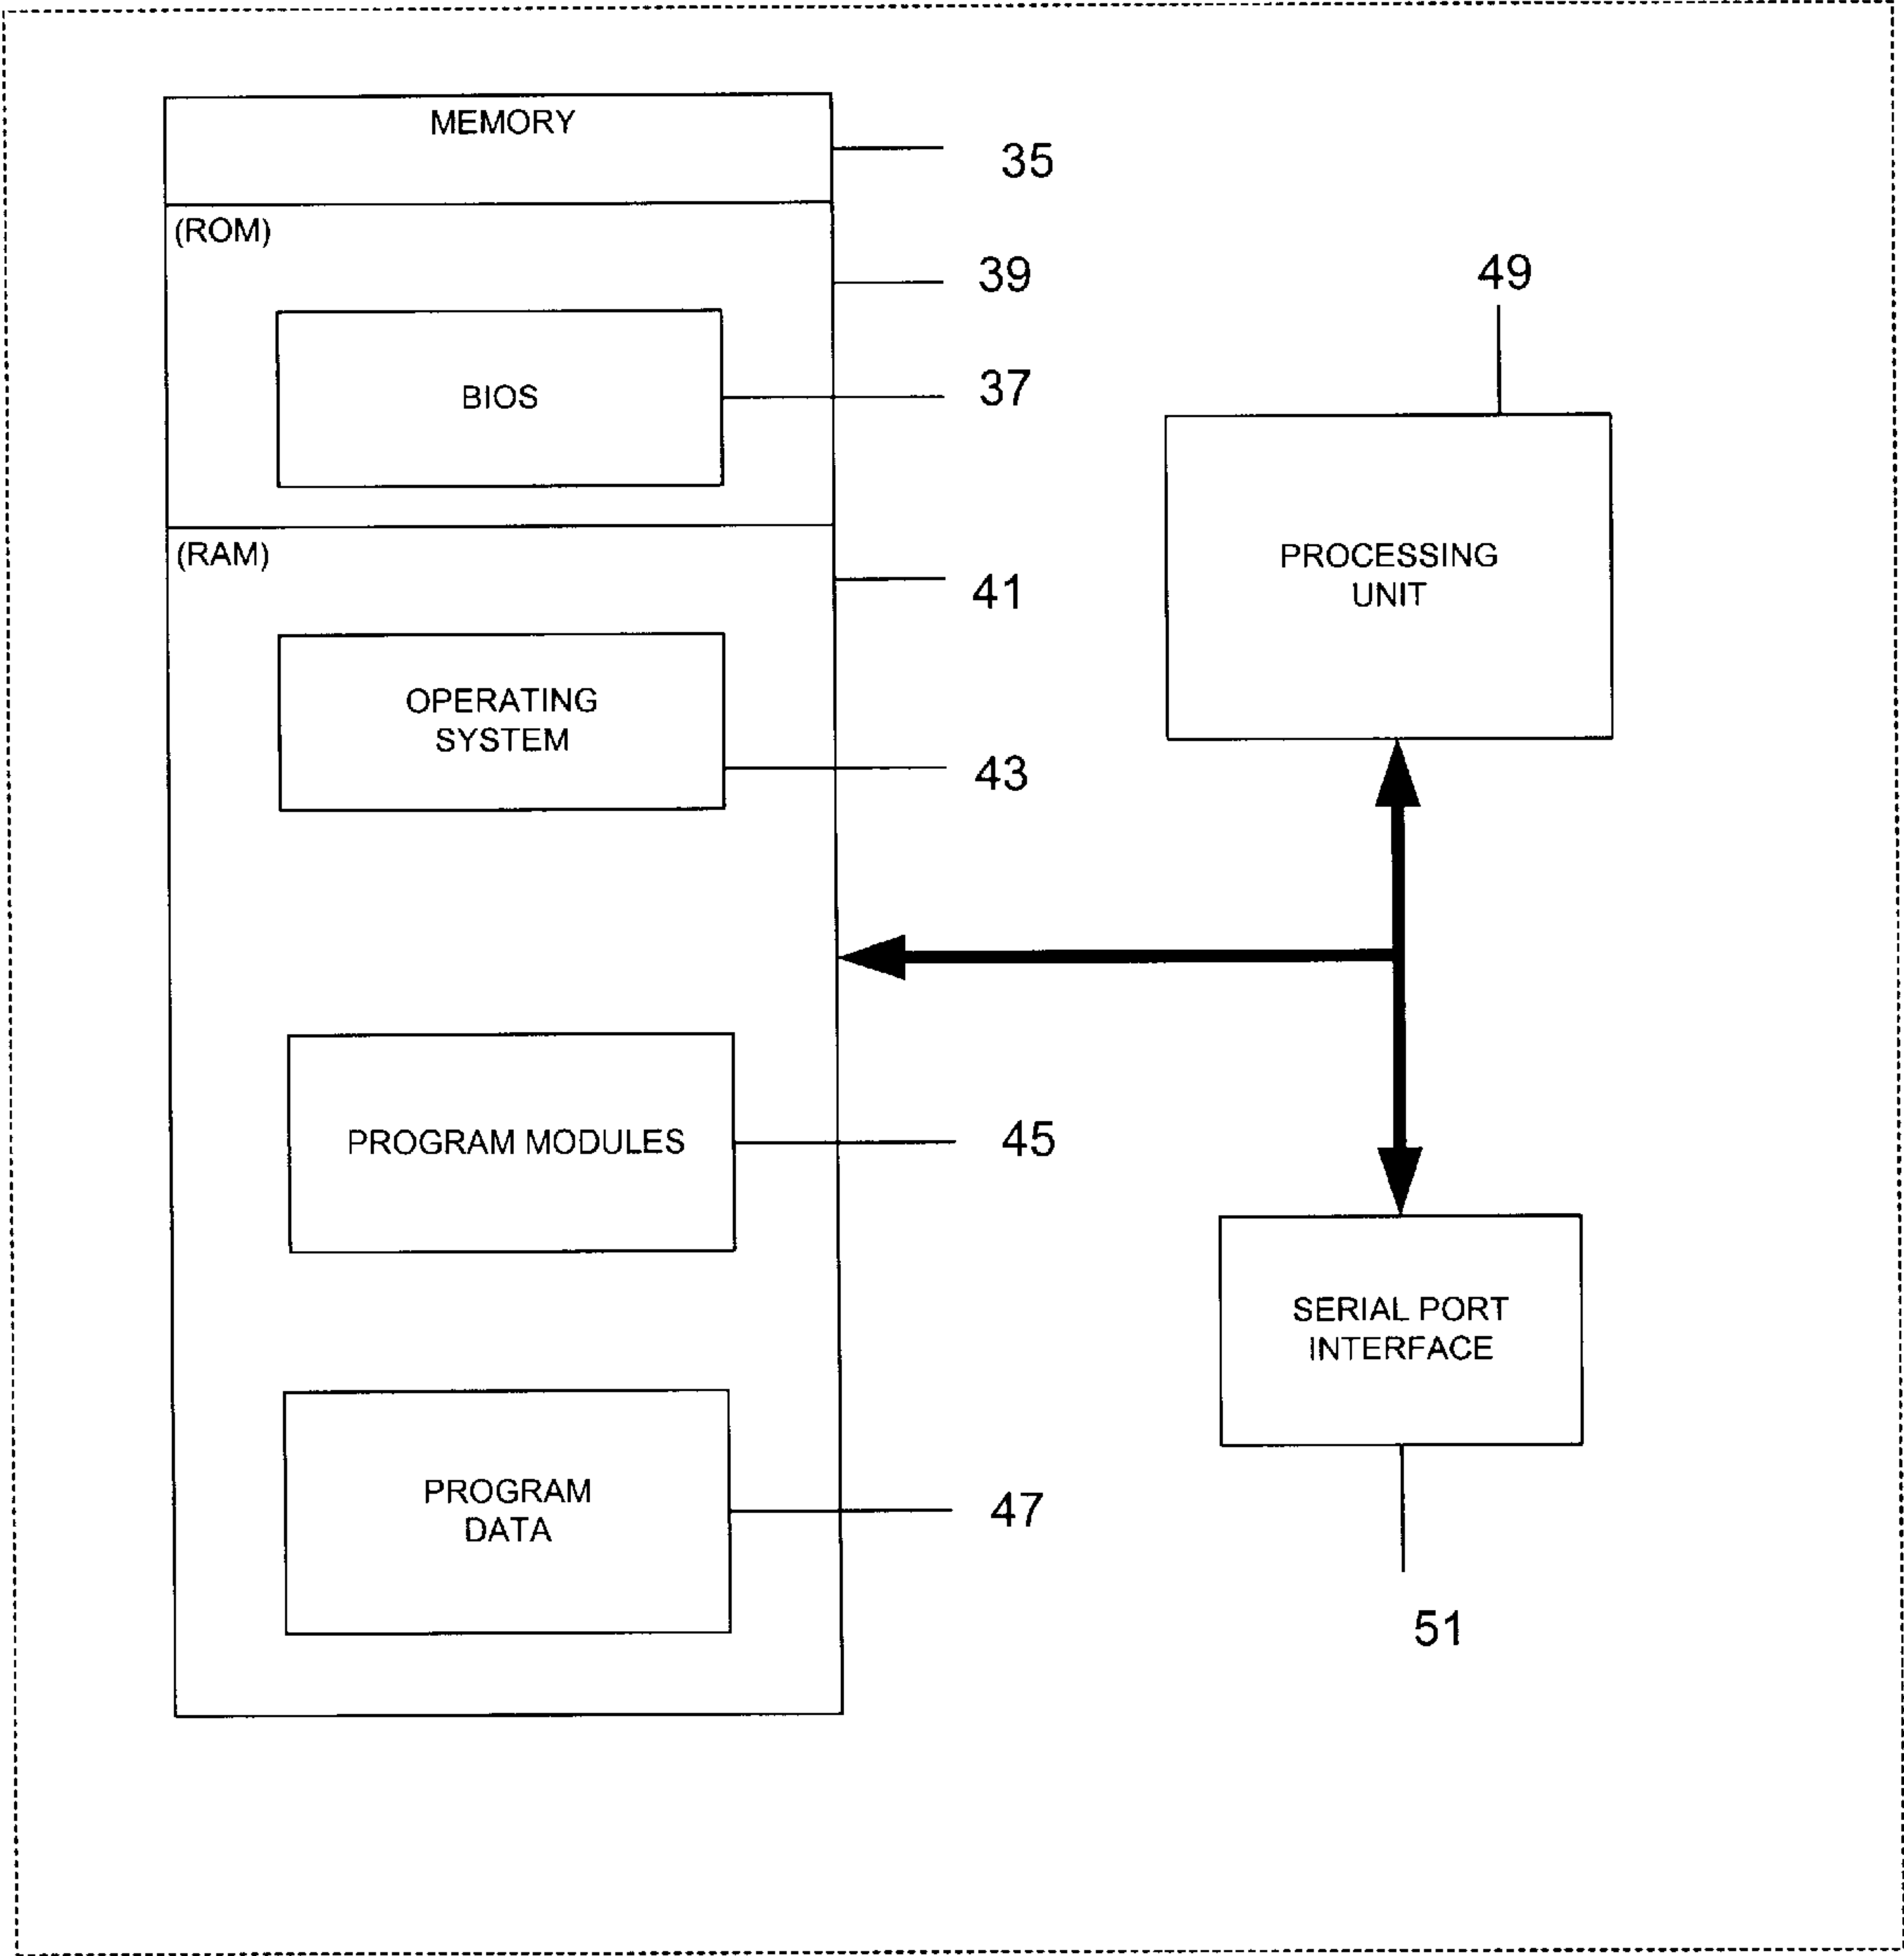 MEMORY
35
(ROM)
39
BIOS
37
(RAM)
41
OPERATING
SYSTEM
43
PROGRAM MODULES
45
PROGRAM
DATA
47
49
PROCESSING
UNIT
SERIAL PORT
INTERFACE
51